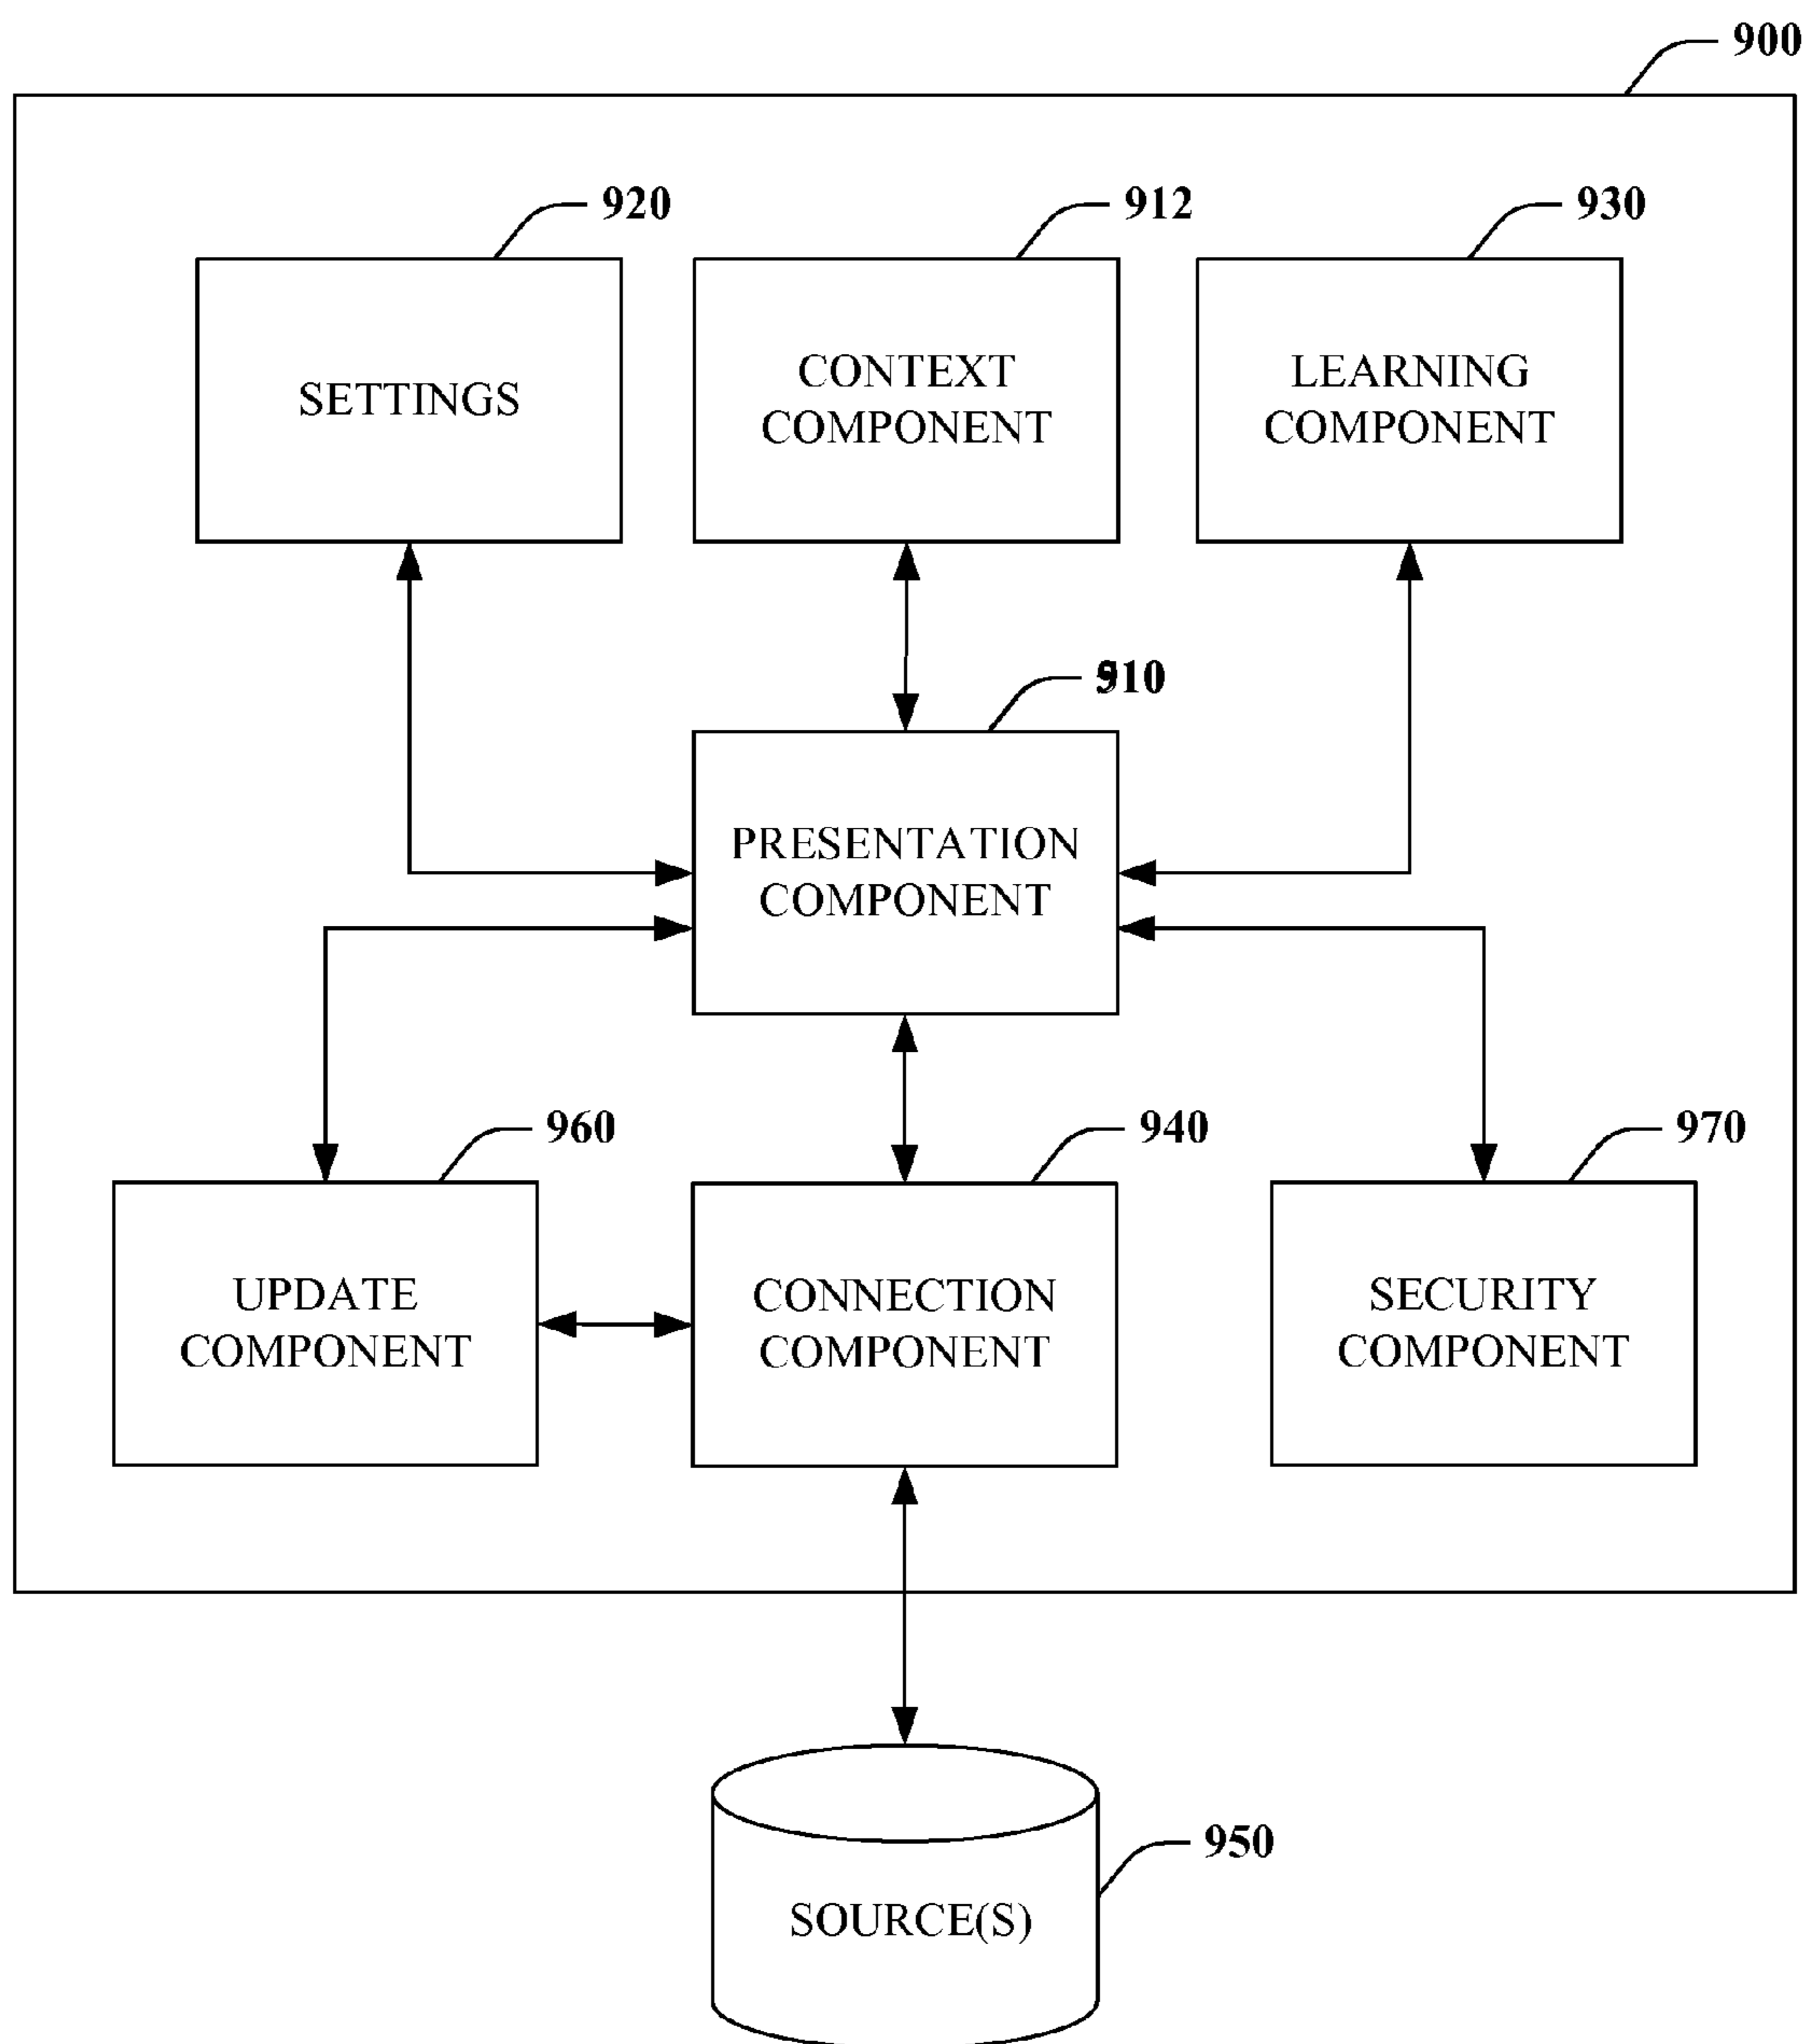 900
920
912
930
SETTINGS
CONTEXT
COMPONENT
LEARNING
COMPONENT
910
PRESENTATION
COMPONENT
960
940
970
UPDATE
COMPONENT
CONNECTION
COMPONENT
SECURITY
COMPONENT
950
SOURCE(S)